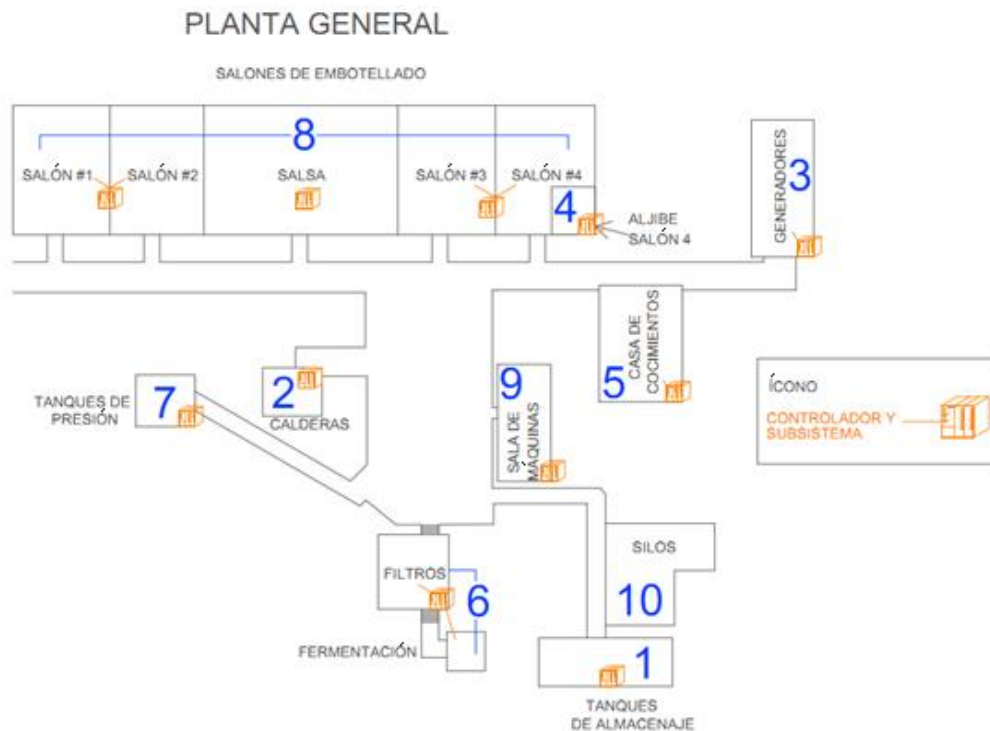 PLANTA GENERAL
SALONES DE EMBOTELLADO
8
SALÓN #1
SALÓN #2
SALSA
SALÓN #3
SALÓN #4
4
ALJIBE
SALÓN 4
GENERADORES
3
TANQUES DE
PRESIÓN
7
2
CALDERAS
9
SALA DE
MÁQUINAS
CASA DE
COCIMIENTOS
5
ÍCONO
CONTROLADOR Y
SUBSISTEMA
FILTROS
6
FERMENTACIÓN
SILOS
10
1
TANQUES
DE ALMACENAJE